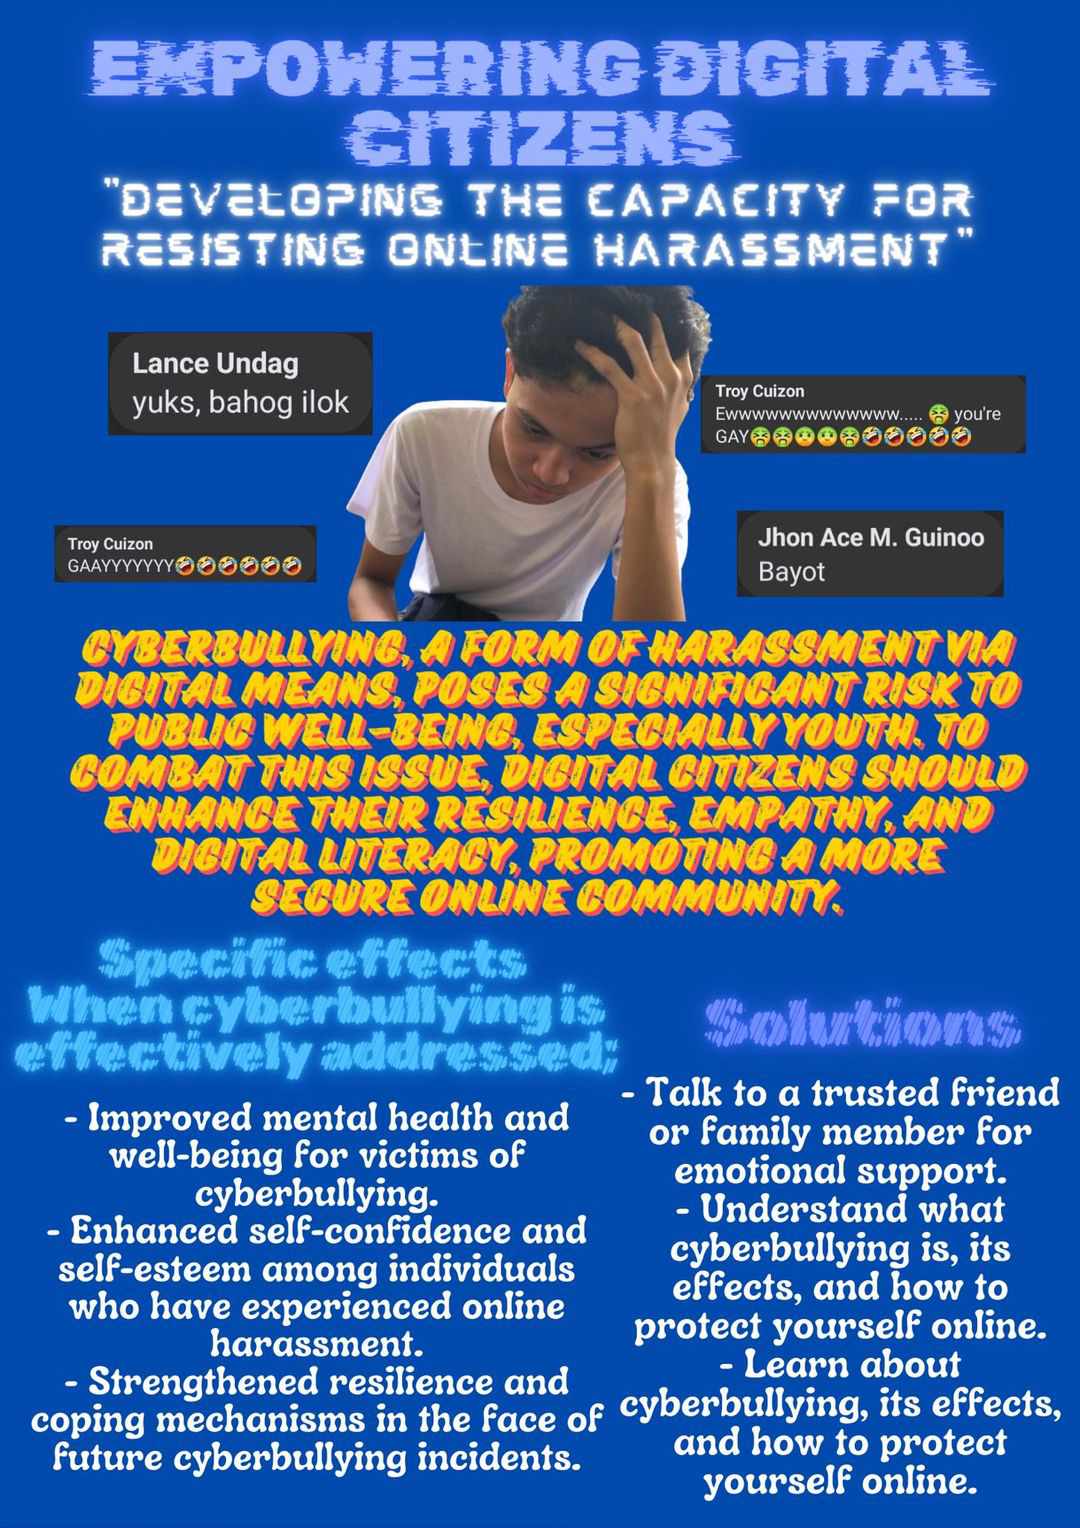 EMPOWERING DIGITAL
CITIZENS
"DEVELOPING THE CAPACITY FOR
RESISTING ONLINE HARASSMENT"
Lance Undag
yuks, bahog ilok
Troy Cuizon
Ewwwwwwwwwwwwww..... 🤮 you're
GAY🤮🤮🤢🤢🤮🤣🤣🤣🤣🤣
Troy Cuizon
GAAYYYYYYY🤣🤣🤣🤣🤣🤣
Jhon Ace M. Guinoo
Bayot
CYBERBULLYING, A FORM OF HARASSMENT VIA
DIGITAL MEANS, POSES A SIGNIFICANT RISK TO
PUBLIC WELL-BEING, ESPECIALLY YOUTH. TO
COMBAT THIS ISSUE, DIGITAL CITIZENS SHOULD
ENHANCE THEIR RESILIENCE, EMPATHY, AND
DIGITAL LITERACY, PROMOTING A MORE
SECURE ONLINE COMMUNITY.
Specific effects
When cyberbullying is
effectively addressed;
- Improved mental health and
well-being for victims of
cyberbullying.
- Enhanced self-confidence and
self-esteem among individuals
who have experienced online
harassment.
- Strengthened resilience and
coping mechanisms in the face of
future cyberbullying incidents.
Solutions
- Talk to a trusted friend
or family member for
emotional support.
- Understand what
cyberbullying is, its
effects, and how to
protect yourself online.
- Learn about
cyberbullying, its effects,
and how to protect
yourself online.